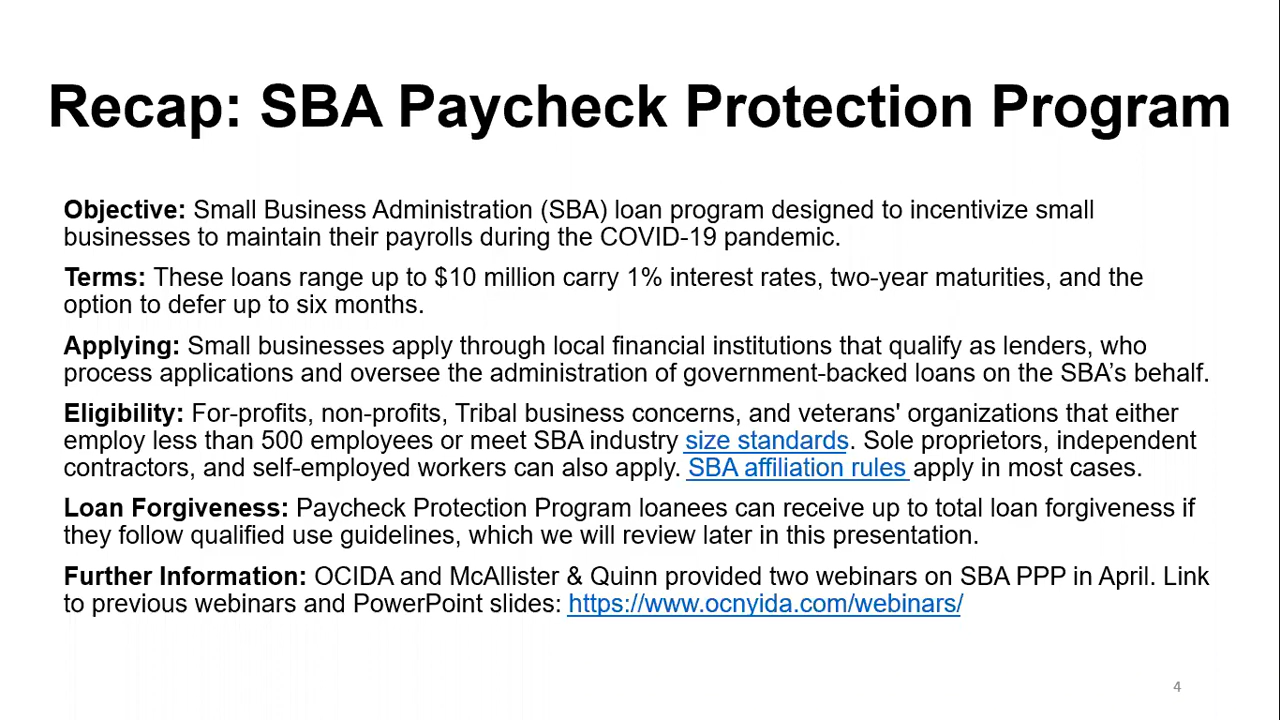 Recap: SBA Paycheck Protection Program
Objective: Small Business Administration (SBA) loan program designed to incentivize small
businesses to maintain their payrolls during the COVID-19 pandemic.
Terms: These loans range up to $10 million carry 1% interest rates, two-year maturities, and the
option to defer up to six months.
Applying: Small businesses apply through local financial institutions that qualify as lenders, who
process applications and oversee the administration of government-backed loans on the SBA’s behalf.
Eligibility: For-profits, non-profits, Tribal business concerns, and veterans' organizations that either
employ less than 500 employees or meet SBA industry size standards. Sole proprietors, independent
contractors, and self-employed workers can also apply. SBA affiliation rules apply in most cases.
Loan Forgiveness: Paycheck Protection Program loanees can receive up to total loan forgiveness if
they follow qualified use guidelines, which we will review later in this presentation.
Further Information: OCIDA and McAllister & Quinn provided two webinars on SBA PPP in April. Link
to previous webinars and PowerPoint slides: https://www.ocnyida.com/webinars/
4